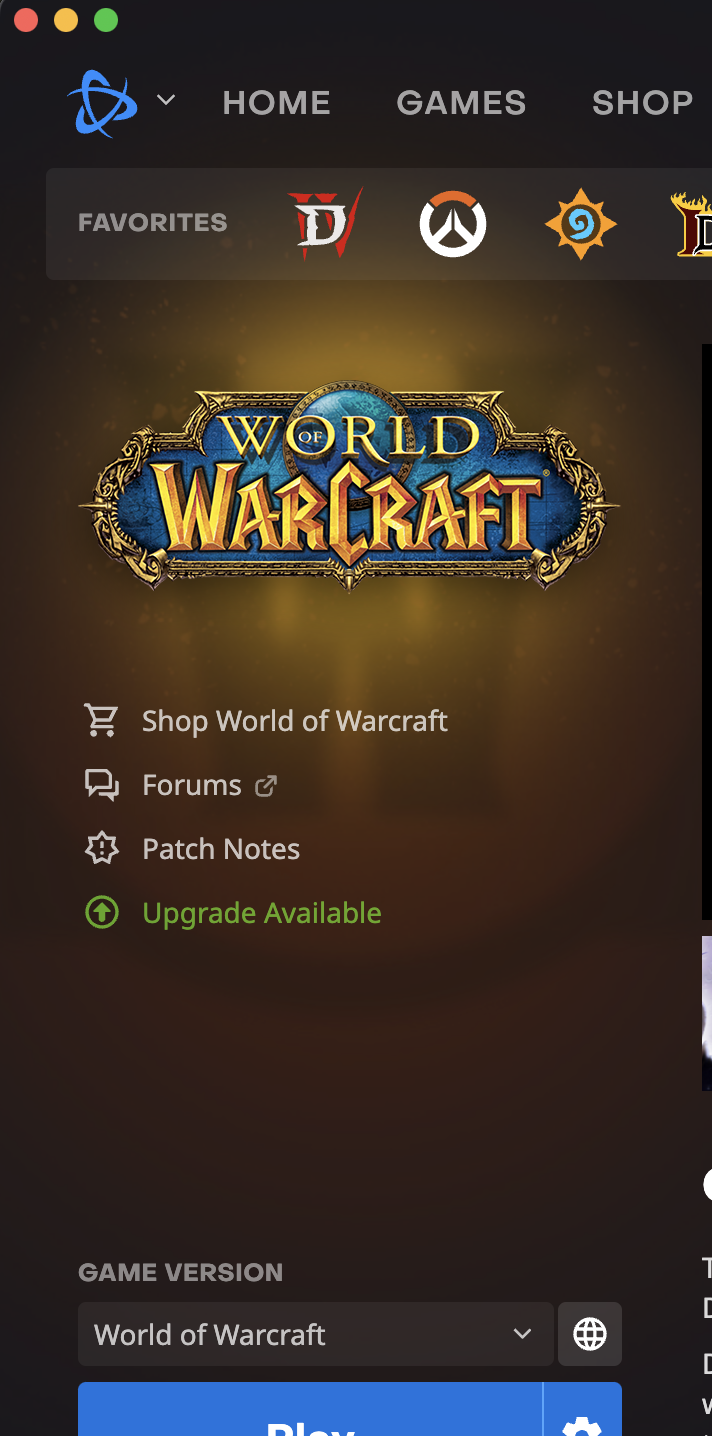 HOME GAMES SHOP
FAVORITES
WORLD
OF
WARCRAFT
®
Shop World of Warcraft
Forums
Patch Notes
Upgrade Available
GAME VERSION
World of Warcraft
Play